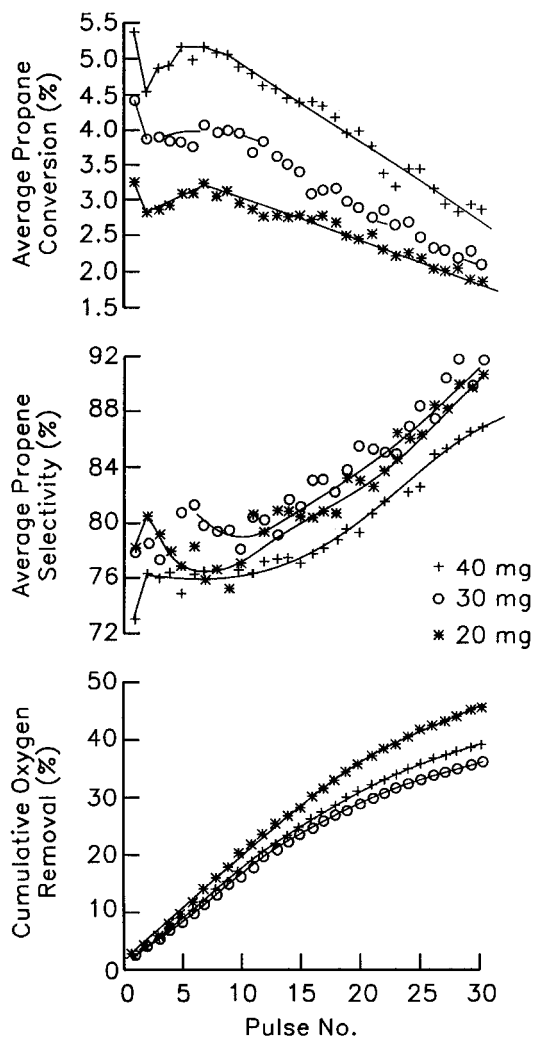 5.5
5.0
4.5
4.0
3.5
3.0
2.5
2.0
1.5
Average Propane
Conversion (%)
92
88
84
80
76
72
Average Propene
Selectivity (%)
+ 40 mg
○ 30 mg
* 20 mg
50
40
30
20
10
0
Cumulative Oxygen
Removal (%)
0 5 10 15 20 25 30
Pulse No.